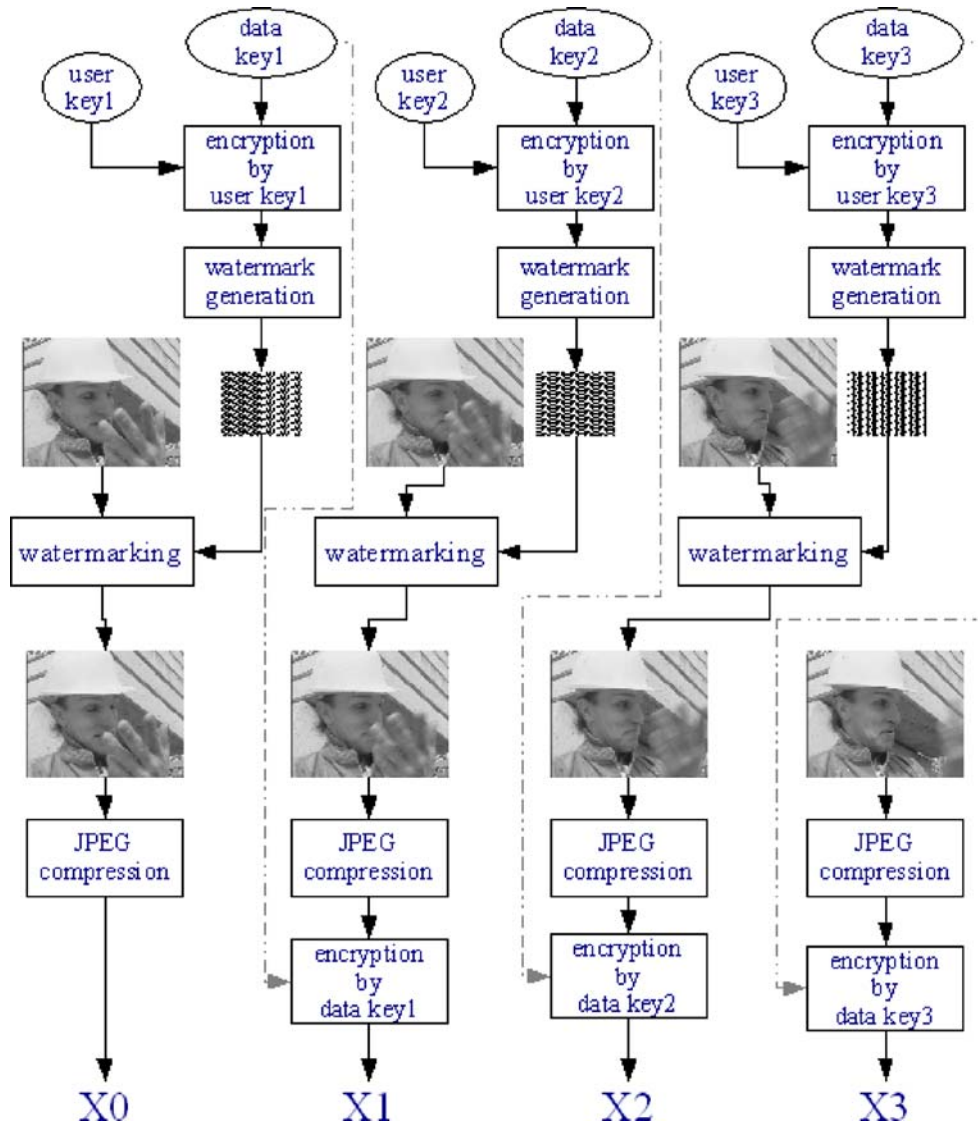 data
key1
data
key2
data
key3
user
key1
user
key2
user
key3
encryption
by
user key1
encryption
by
user key2
encryption
by
user key3
watermark
generation
watermark
generation
watermark
generation
watermarking
watermarking
watermarking
JPEG
compression
JPEG
compression
JPEG
compression
JPEG
compression
encryption
by
data key1
encryption
by
data key2
encryption
by
data key3
X0
X1
X2
X3